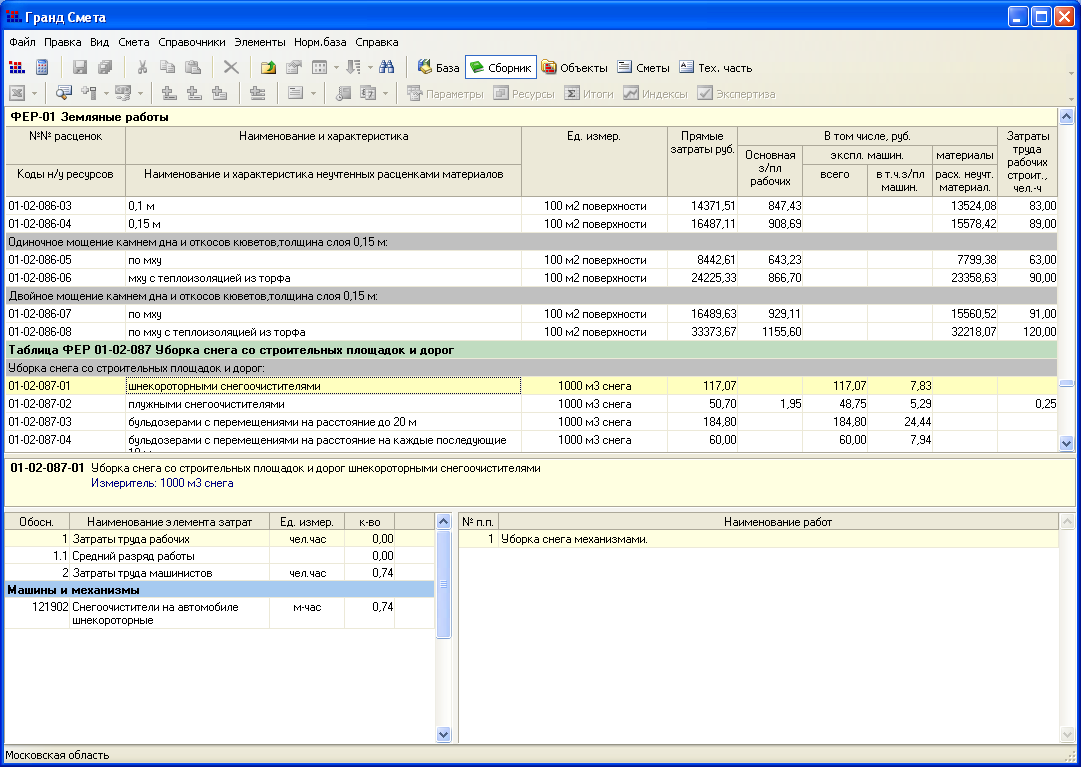 Гранд Смета
Файл Правка Вид Смета Справочники Элементы Норм.база Справка
База Сборник Объекты Сметы Тех. часть
Параметры Ресурсы Итоги Индексы Экспертиза
ФЕР-01 Земляные работы
№№ расценок Наименование и характеристика Ед. измер. Прямые затраты руб. В том числе, руб. Затраты труда рабочих строит., чел.-ч
Основная з/пл рабочих экспл. машин. материалы
Коды н/у ресурсов Наименование и характеристика неучтенных расценками материалов всего в т.ч.з/пл машин. расх. неучт. материал.
01-02-086-03 0,1 м 100 м2 поверхности 14371,51 847,43 13524,08 83,00
01-02-086-04 0,15 м 100 м2 поверхности 16487,11 908,69 15578,42 89,00
Одиночное мощение камнем дна и откосов кюветов,толщина слоя 0,15 м:
01-02-086-05 по мху 100 м2 поверхности 8442,61 643,23 7799,38 63,00
01-02-086-06 мху с теплоизоляцией из торфа 100 м2 поверхности 24225,33 866,70 23358,63 90,00
Двойное мощение камнем дна и откосов кюветов,толщина слоя 0,15 м:
01-02-086-07 по мху 100 м2 поверхности 16489,63 929,11 15560,52 91,00
01-02-086-08 по мху с теплоизоляцией из торфа 100 м2 поверхности 33373,67 1155,60 32218,07 120,00
Таблица ФЕР 01-02-087 Уборка снега со строительных площадок и дорог
Уборка снега со строительных площадок и дорог:
01-02-087-01 шнекороторными снегоочистителями 1000 м3 снега 117,07 117,07 7,83
01-02-087-02 плужными снегоочистителями 1000 м3 снега 50,70 1,95 48,75 5,29 0,25
01-02-087-03 бульдозерами с перемещениями на расстояние до 20 м 1000 м3 снега 184,80 184,80 24,44
01-02-087-04 бульдозерами с перемещениями на расстояние на каждые последующие 1000 м3 снега 60,00 60,00 7,94
01-02-087-01 Уборка снега со строительных площадок и дорог шнекороторными снегоочистителями
Измеритель: 1000 м3 снега
Обосн. Наименование элемента затрат Ед. измер. к-во
1 Затраты труда рабочих чел.час 0,00
1.1 Средний разряд работы 0,00
2 Затраты труда машинистов чел.час 0,74
Машины и механизмы
121902 Снегоочистители на автомобиле м-час 0,74
шнекороторные
№ п.п. Наименование работ
1 Уборка снега механизмами.
Московская область